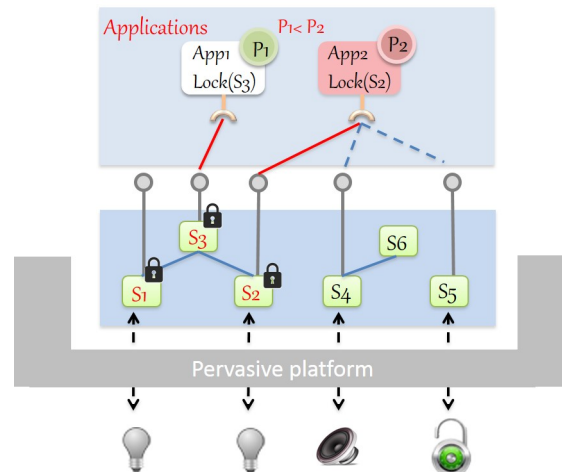 Applications
P1< P2
App1
Lock(S3)
P1
App2
Lock(S2)
P2
S3
S6
S1
S2
S4
S5
Pervasive platform